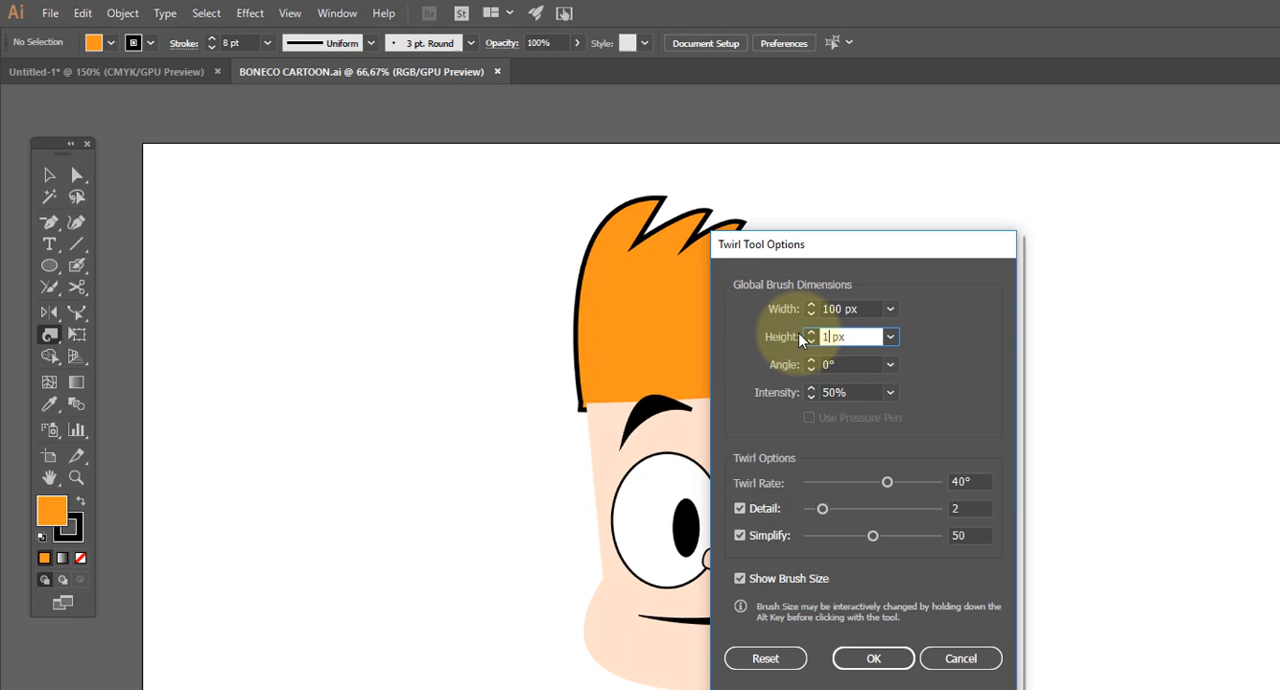 Ai File Edit Object Type Select Effect View Window Help Br St
No Selection Stroke: 8 pt Uniform 3 pt. Round Opacity: 100% Style: Document Setup Preferences
Untitled-1* @ 150% (CMYK/GPU Preview) × BONECO CARTOON.ai @ 66,67% (RGB/GPU Preview) ×
Twirl Tool Options
Global Brush Dimensions
Width: 100 px
Height: 1 px
Angle: 0°
Intensity: 50%
Use Pressure Pen
Twirl Options
Twirl Rate: 40°
Detail: 2
Simplify: 50
Show Brush Size
Brush Size may be interactively changed by holding down the
Alt Key before clicking with the tool.
Reset OK Cancel